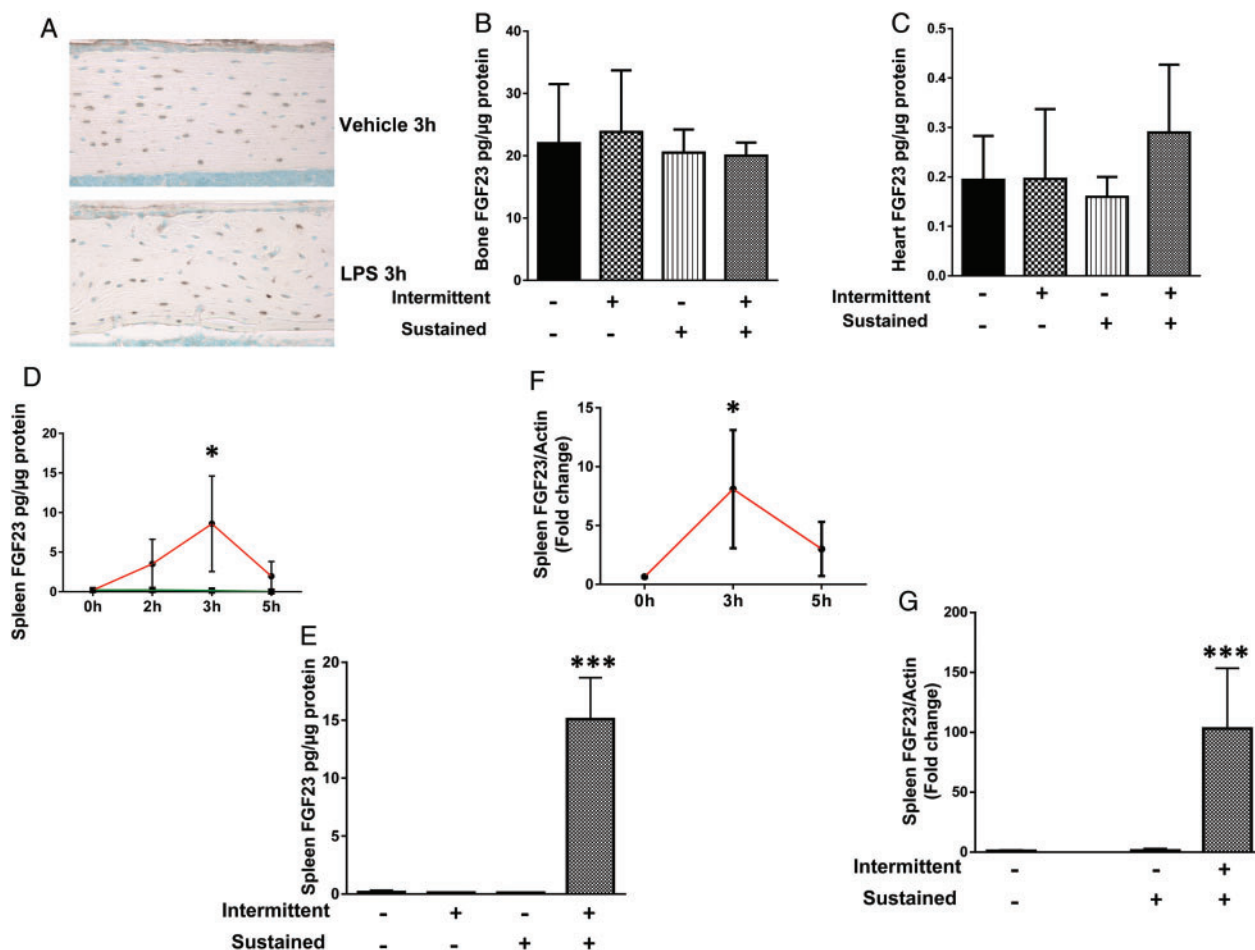 A
Vehicle 3h
LPS 3h
B
Bone FGF23 pg/µg protein
40
30
20
10
0
Intermittent - + - +
Sustained - - + +
C
Heart FGF23 pg/µg protein
0.5
0.4
0.3
0.2
0.1
0.0
Intermittent - + - +
Sustained - - + +
D
Spleen FGF23 pg/µg protein
20
15
10
5
0
*
0h 2h 3h 5h
F
Spleen FGF23/Actin
(Fold change)
15
10
5
0
*
0h 3h 5h
E
Spleen FGF23 pg/µg protein
20
15
10
5
0
***
Intermittent - + - +
Sustained - - + +
G
Spleen FGF23/Actin
(Fold change)
200
150
100
50
0
***
Intermittent - - +
Sustained - + +